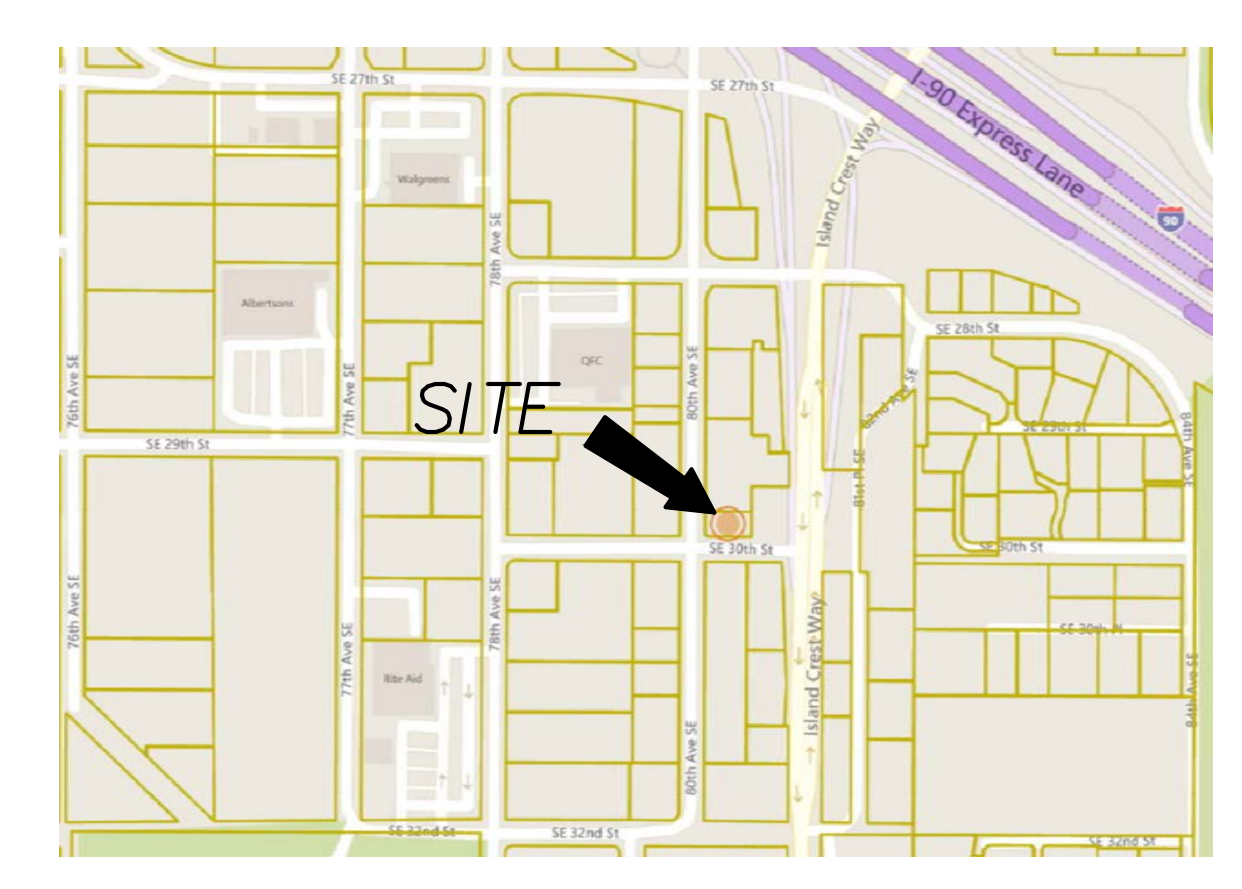 SE 27th St
SE 27th St
I-90 Express Lane
Island Crest Way
Walgreens
90
78th Ave SE
Albertsons
SE 28th St
QFC
76th Ave SE
77th Ave SE
80th Ave SE
82nd Ave SE
SITE
SE 29th St
SE 29th St
84th Ave SE
81st Pl SE
SE 30th St
SE 30th St
76th Ave SE
78th Ave SE
SE 30th Pl
77th Ave SE
Island Crest Way
Rite Aid
84th Ave SE
80th Ave SE
SE 32nd St
SE 32nd St
SE 32nd St